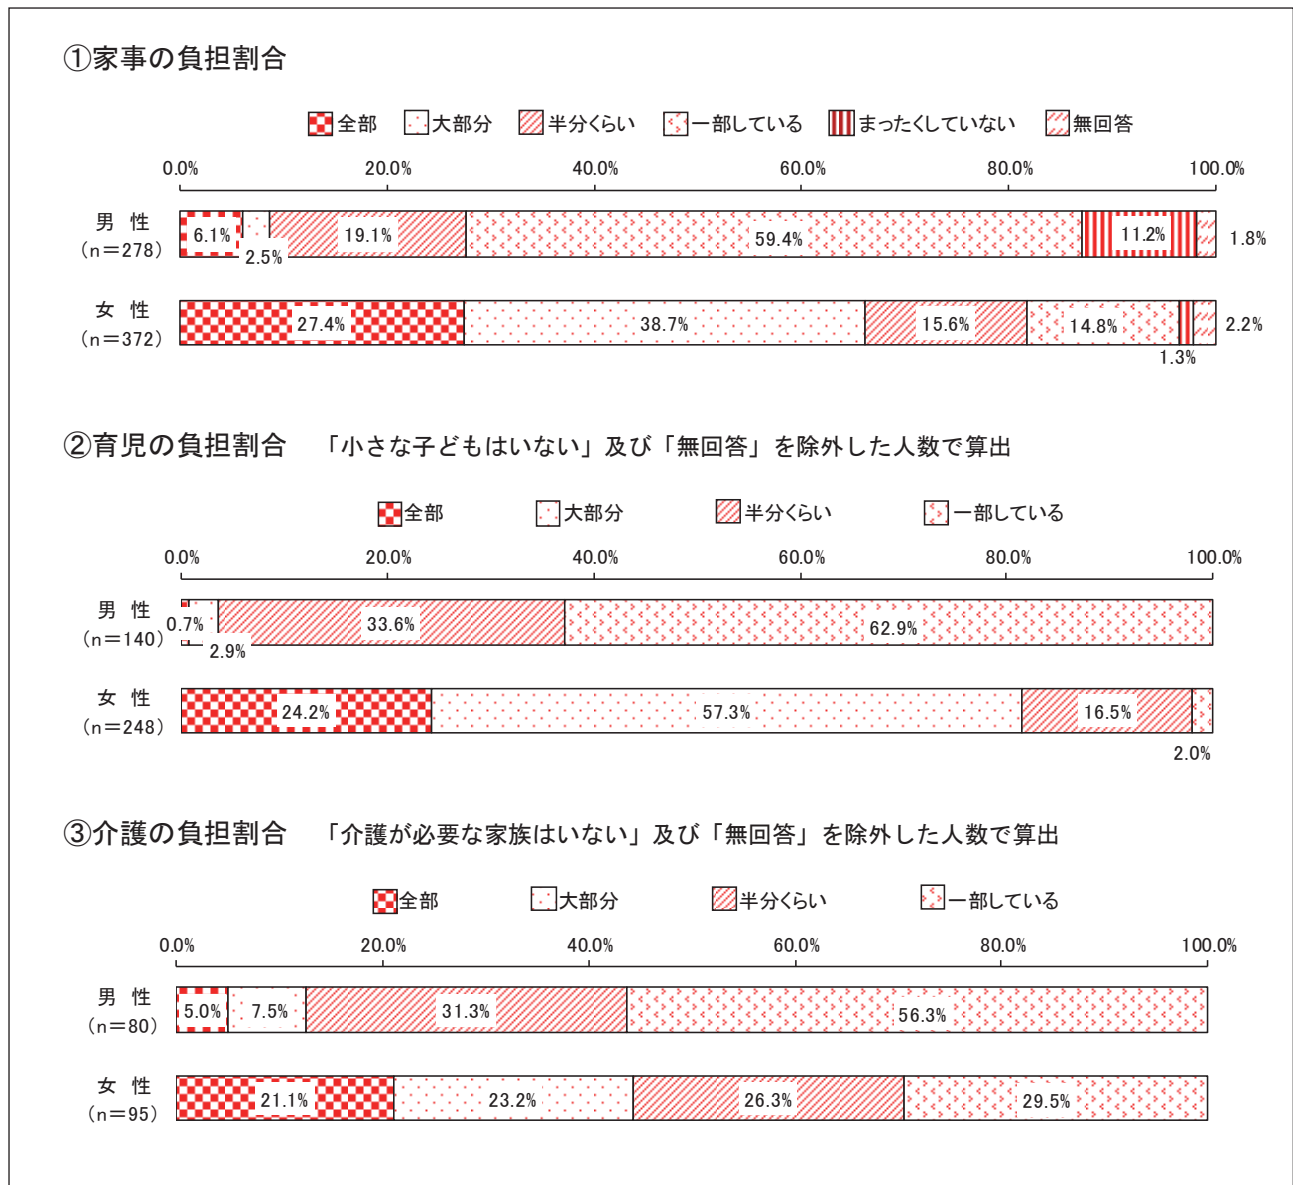 ①家事の負担割合
全部 大部分 半分くらい 一部している まったくしていない 無回答
0.0% 20.0% 40.0% 60.0% 80.0% 100.0%
男 性
(n=278)
6.1% 2.5% 19.1% 59.4% 11.2% 1.8%
女 性
(n=372)
27.4% 38.7% 15.6% 14.8% 1.3% 2.2%
②育児の負担割合 「小さな子どもはいない」及び「無回答」を除外した人数で算出
全部 大部分 半分くらい 一部している
0.0% 20.0% 40.0% 60.0% 80.0% 100.0%
男 性
(n=140)
0.7% 2.9% 33.6% 62.9%
女 性
(n=248)
24.2% 57.3% 16.5% 2.0%
③介護の負担割合 「介護が必要な家族はいない」及び「無回答」を除外した人数で算出
全部 大部分 半分くらい 一部している
0.0% 20.0% 40.0% 60.0% 80.0% 100.0%
男 性
(n=80)
5.0% 7.5% 31.3% 56.3%
女 性
(n=95)
21.1% 23.2% 26.3% 29.5%